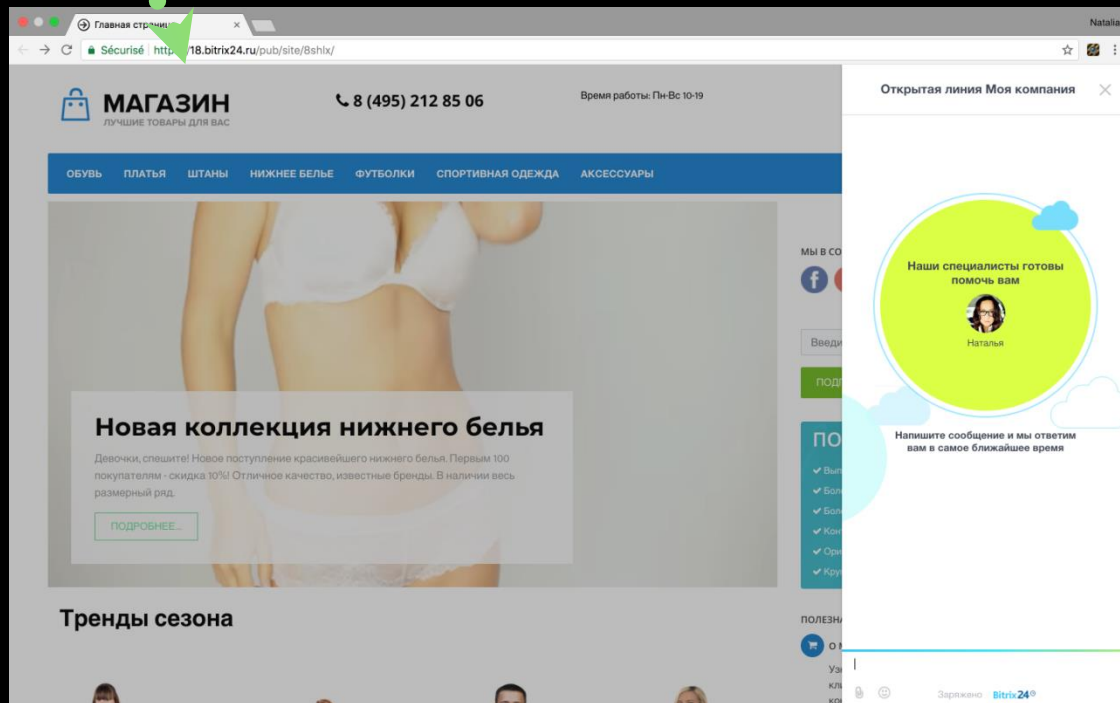 Главная
Natalia
Sécurisé
18.bitrix24.ru/pub/site/8shlx/
МАГАЗИН
ЛУЧШИЕ ТОВАРЫ ДЛЯ ВАС
8 (495) 212 85 06
Время работы: Пн-Вс 10-19
ОБУВЬ ПЛАТЬЯ ШТАНЫ НИЖНЕЕ БЕЛЬЕ ФУТБОЛКИ СПОРТИВНАЯ ОДЕЖДА АКСЕССУАРЫ
МЫ В СО
Новая коллекция нижнего белья
Девочки, спешите! Новое поступление красивейшего нижнего белья. Первым 100
покупателям - скидка 10%! Отличное качество, известные бренды. В наличии весь
размерный ряд.
ПОДРОБНЕЕ...
Тренды сезона
Открытая линия Моя компания
Наши специалисты готовы
помочь вам
Наталья
Напишите сообщение и мы ответим
вам в самое ближайшее время
Заряжено Bitrix24